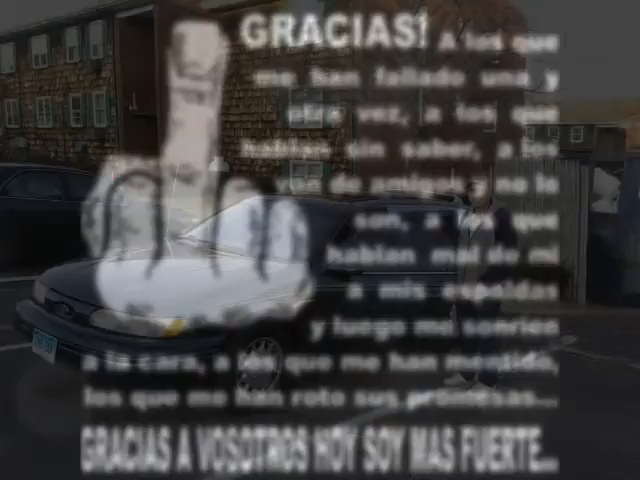 GRACIAS! A los que
me han fallado una y
otra vez, a los que
hablan sin saber, a los
van de amigos y no lo
son, a los que
hablan mal de mi
a mis espaldas
y luego me sonrien
a la cara, a los que me han mentido,
los que me han roto sus promesas...
GRACIAS A VOSOTROS HOY SOY MAS FUERTE...